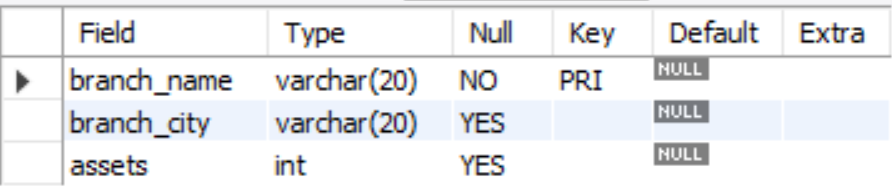 Field Type Null Key Default Extra
branch_name varchar(20) NO PRI NULL
branch_city varchar(20) YES NULL
assets int YES NULL